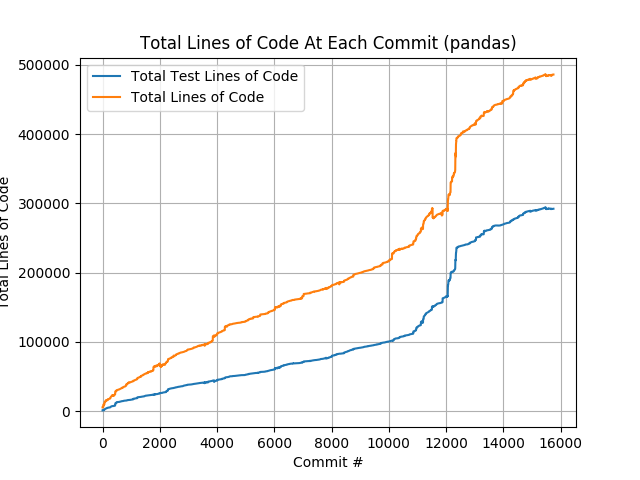 Total Lines of Code At Each Commit (pandas)
Total Test Lines of Code
Total Lines of Code
500000
400000
300000
200000
100000
0
Total Lines of Code
0 2000 4000 6000 8000 10000 12000 14000 16000
Commit #